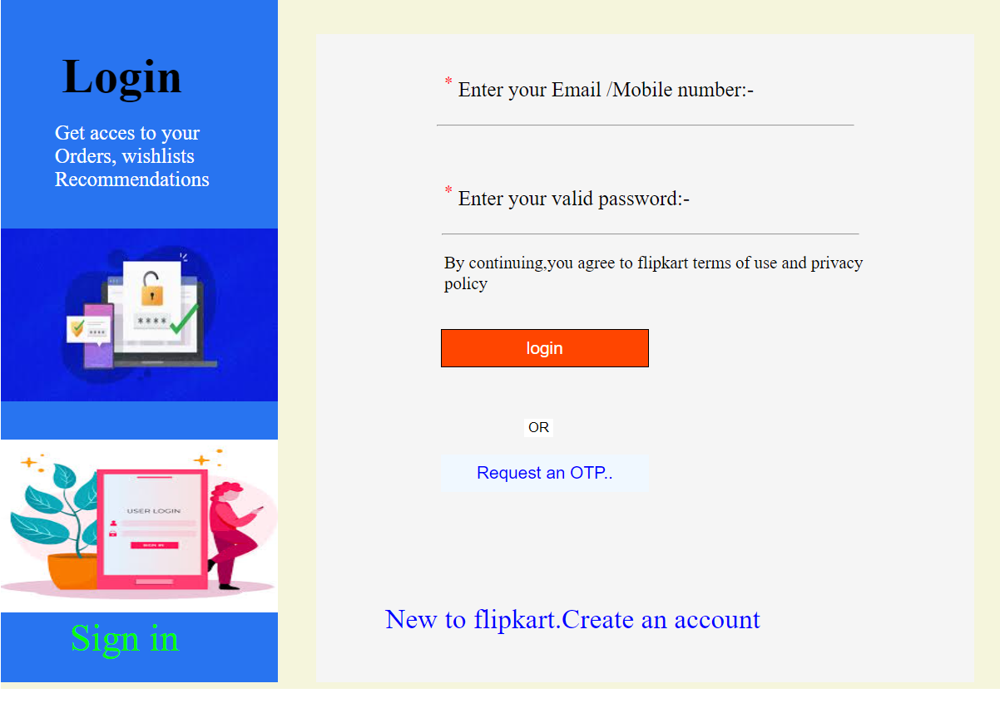 Login
Get acces to your
Orders, wishlists
Recommendations
****
****
USER LOGIN
SIGN IN
Sign in
* Enter your Email /Mobile number:-
* Enter your valid password:-
By continuing,you agree to flipkart terms of use and privacy
policy
login
OR
Request an OTP..
New to flipkart.Create an account